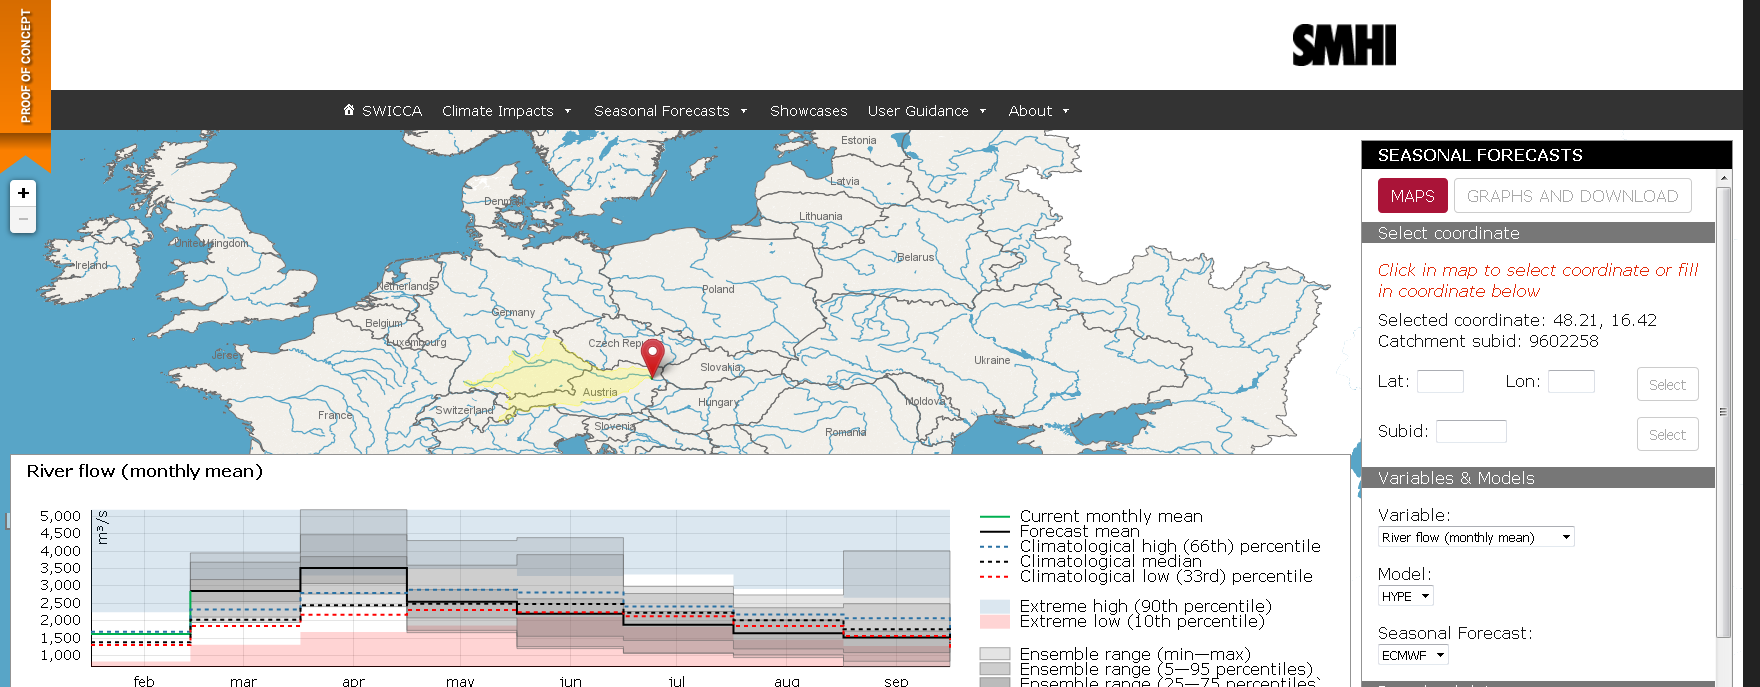 PROOF OF CONCEPT
SMHI
SWICCA Climate Impacts Seasonal Forecasts Showcases User Guidance About
+
−
Estonia
Latvia
Lithuania
Denm
Belarus
United Kingdom
Ireland
Netherlands
Poland
Germany
Belgium
Luxembourg
Czech Rep
Jersey
Slovakia
Ukraine
Austria
France
Switzerland
Hungary
Moldova
Slovenia
Romania
SEASONAL FORECASTS
MAPS GRAPHS AND DOWNLOAD
Select coordinate
Click in map to select coordinate or fill
in coordinate below
Selected coordinate: 48.21, 16.42
Catchment subid: 9602258
Lat: Lon: Select
Subid: Select
Variables & Models
Variable:
River flow (monthly mean)
Model:
HYPE
Seasonal Forecast:
ECMWF
River flow (monthly mean)
m³/s
5,000
4,500
4,000
3,500
3,000
2,500
2,000
1,500
1,000
feb mar apr may jun jul aug sep
Current monthly mean
Forecast mean
Climatological high (66th) percentile
Climatological median
Climatological low (33rd) percentile
Extreme high (90th percentile)
Extreme low (10th percentile)
Ensemble range (min—max)
Ensemble range (5—95 percentiles)
Ensemble range (25—75 percentiles)